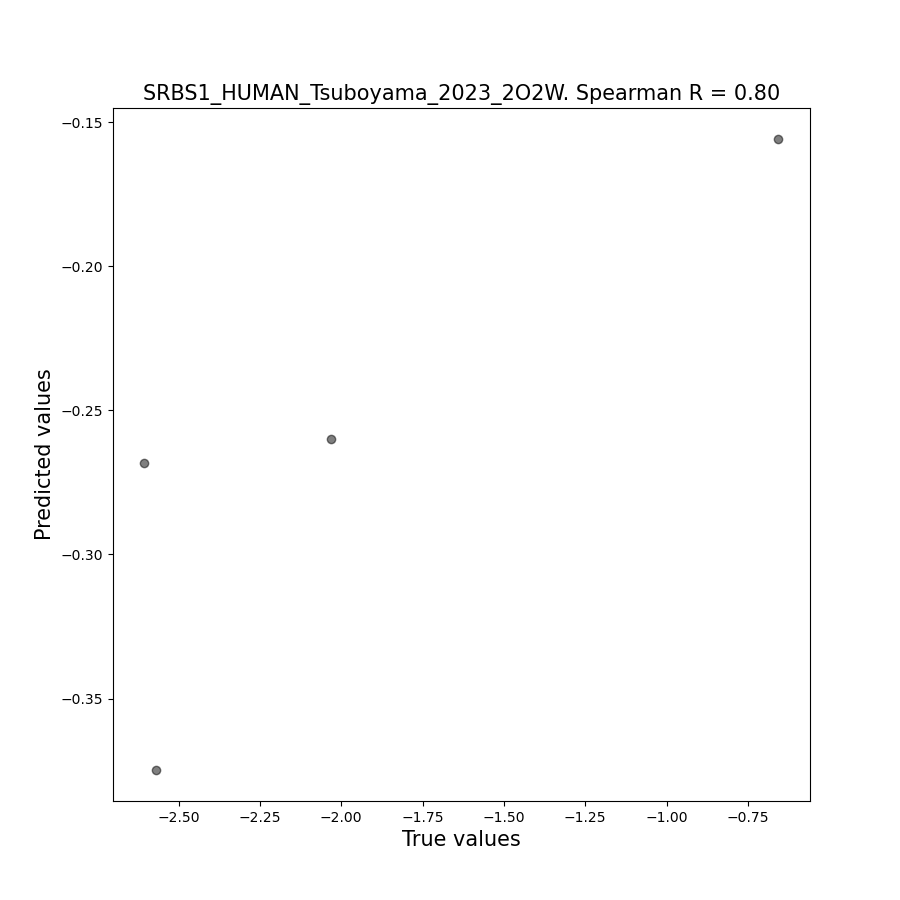 SRBS1_HUMAN_Tsuboyama_2023_2O2W. Spearman R = 0.80
−0.15
−0.20
−0.25
−0.30
−0.35
Predicted values
−2.50 −2.25 −2.00 −1.75 −1.50 −1.25 −1.00 −0.75
True values